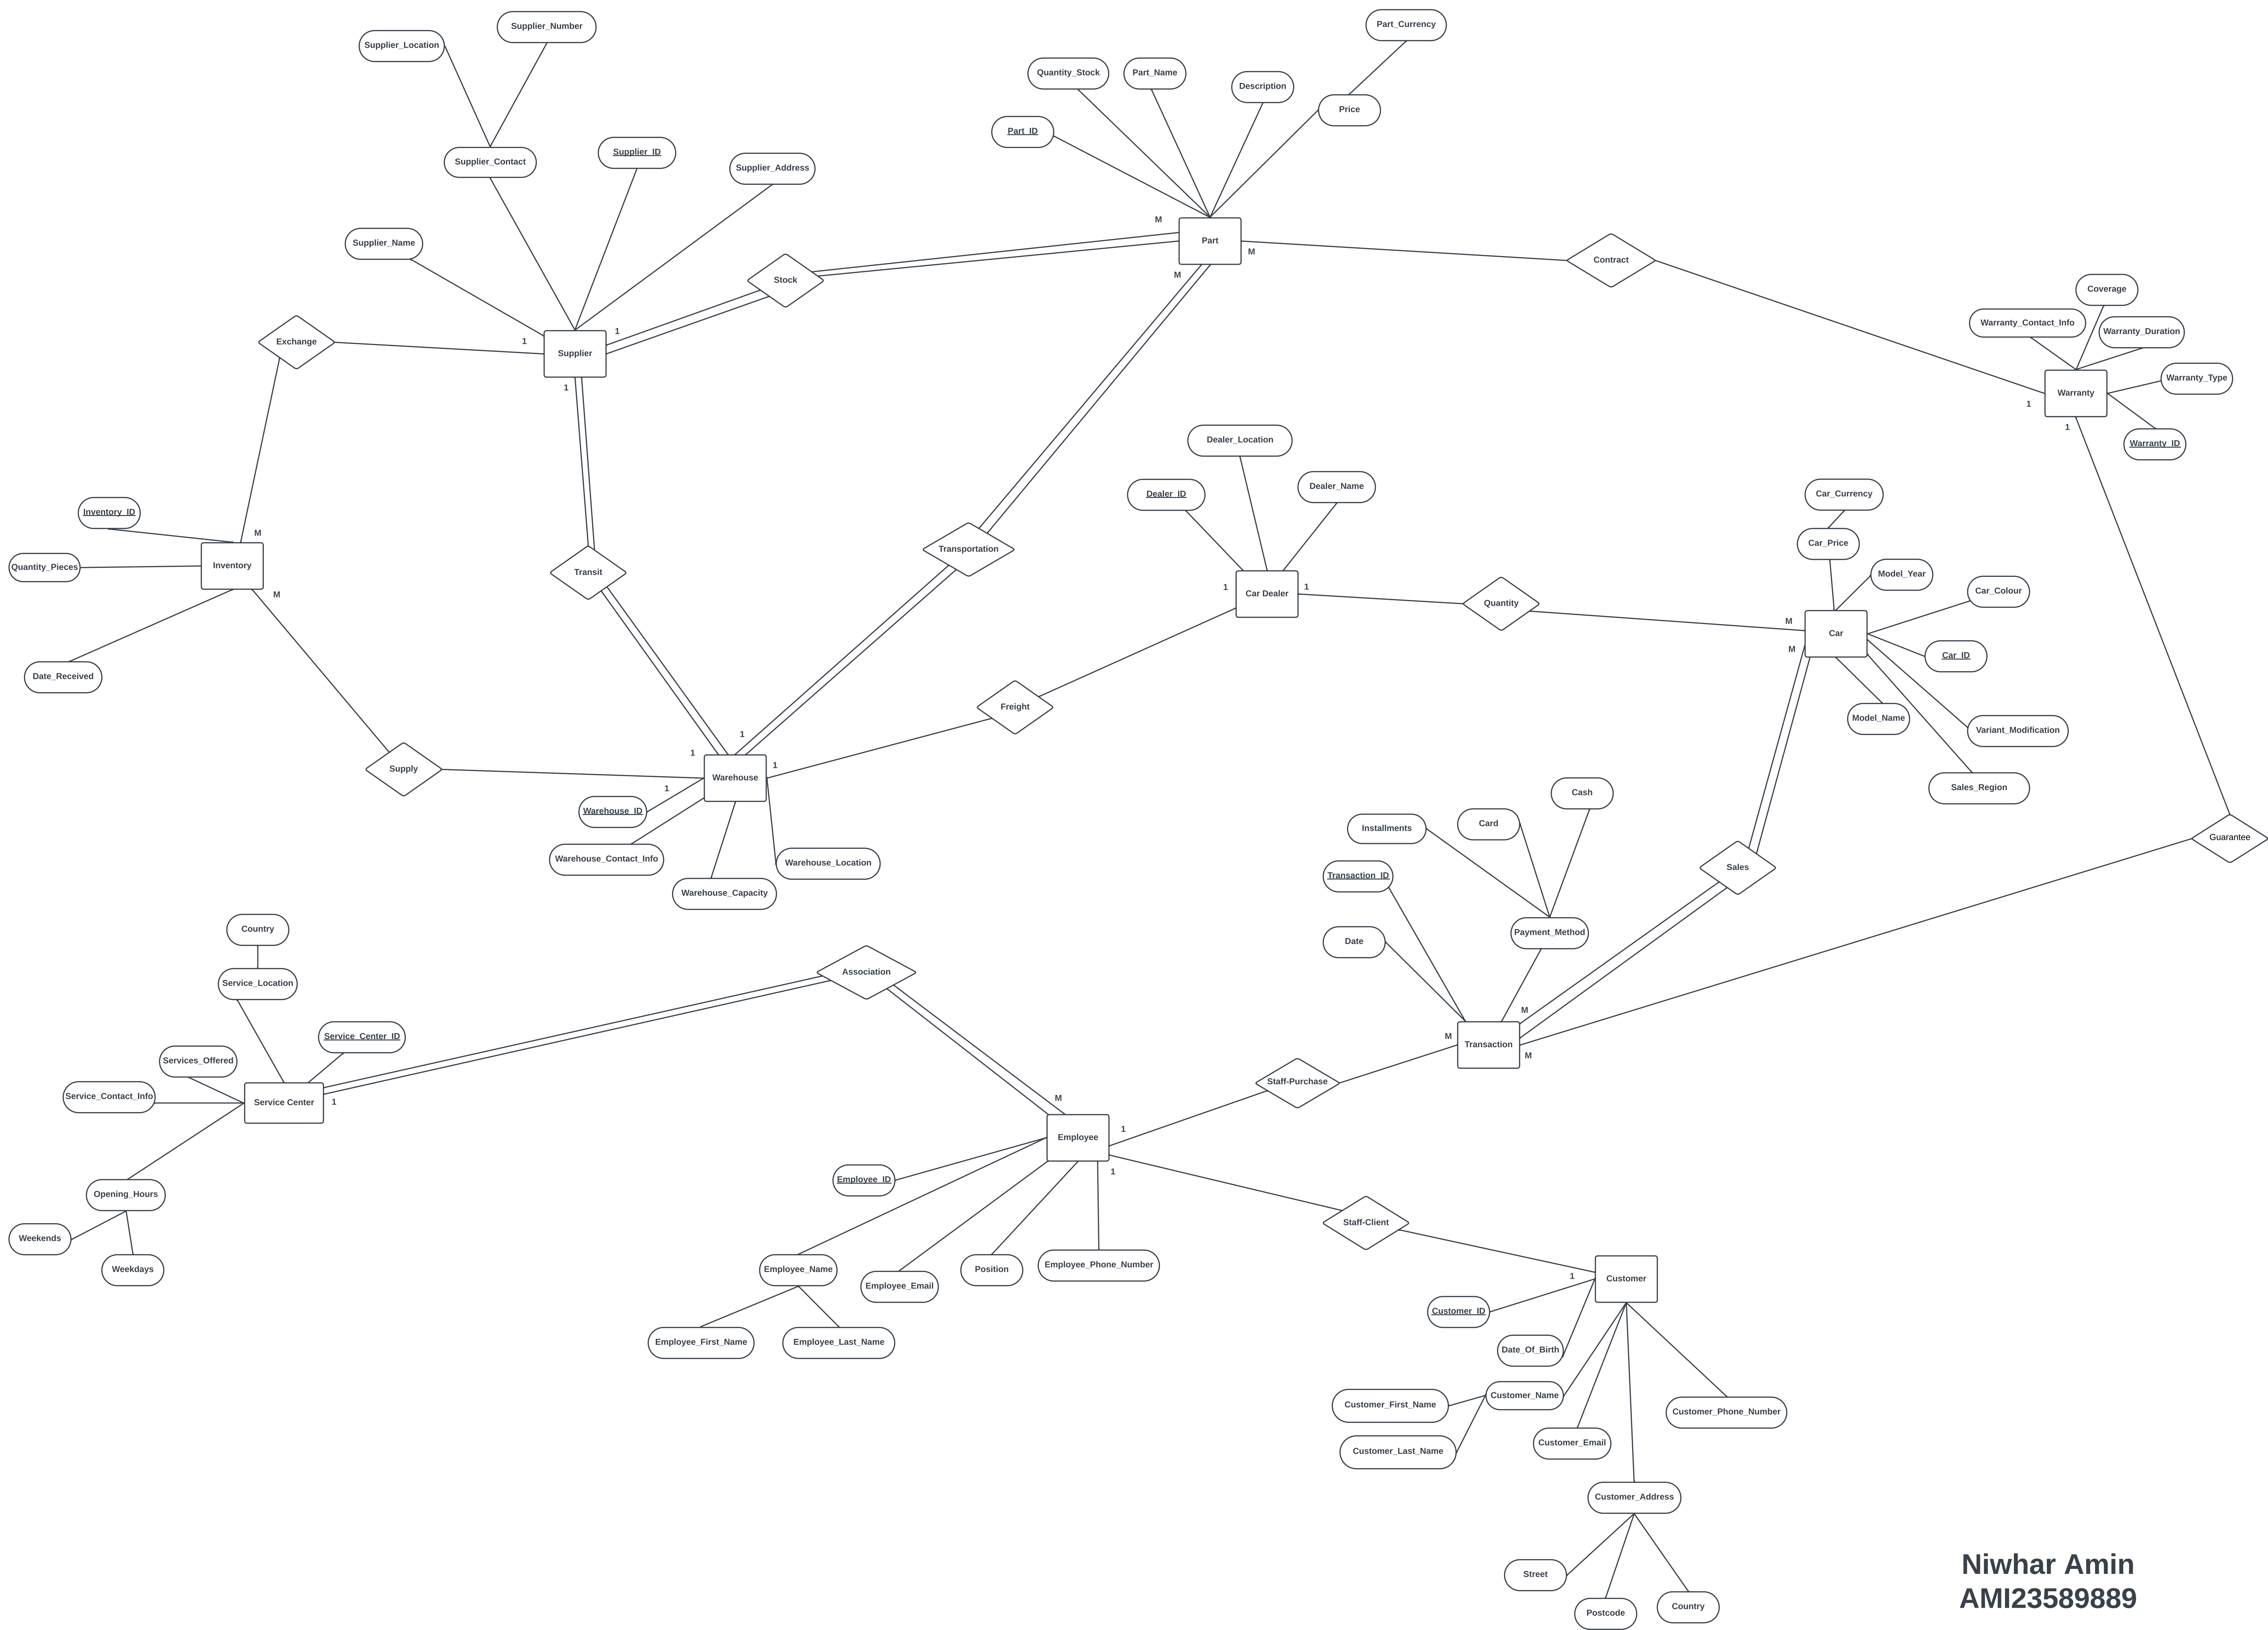 Part_Currency
Supplier_Number
Supplier_Location
Quantity_Stock
Part_Name
Description
Price
Part_ID
Supplier_Contact
Supplier_ID
Supplier_Address
M
Supplier_Name
Part
M
Contract
M
Stock
Coverage
Warranty_Contact_Info
Warranty_Duration
1
Exchange
1
Supplier
1
Warranty_Type
Warranty
1
1
Warranty_ID
Dealer_Location
Dealer_ID
Dealer_Name
Car_Currency
Inventory_ID
M
Car_Price
Transportation
Quantity_Pieces
Inventory
Transit
Model_Year
1
Car Dealer
1
M
Quantity
Car_Colour
M
Car
M
Car_ID
Date_Received
Freight
Model_Name
Variant_Modification
1
1
1
Supply
Warehouse
1
Sales_Region
Cash
Warehouse_ID
Card
Installments
Guarantee
Warehouse_Contact_Info
Warehouse_Location
Sales
Transaction_ID
Warehouse_Capacity
Country
Payment_Method
Date
Association
Service_Location
M
Service_Center_ID
M
Transaction
M
Services_Offered
Staff-Purchase
Service_Contact_Info
Service Center
1
M
1
Employee
1
Employee_ID
Opening_Hours
Staff-Client
Weekends
Weekdays
Employee_Name
Employee_Email
Position
Employee_Phone_Number
1
Customer
Customer_ID
Employee_First_Name
Employee_Last_Name
Date_Of_Birth
Customer_Name
Customer_First_Name
Customer_Phone_Number
Customer_Last_Name
Customer_Email
Customer_Address
Street
Postcode
Country
Niwhar Amin
AMI23589889